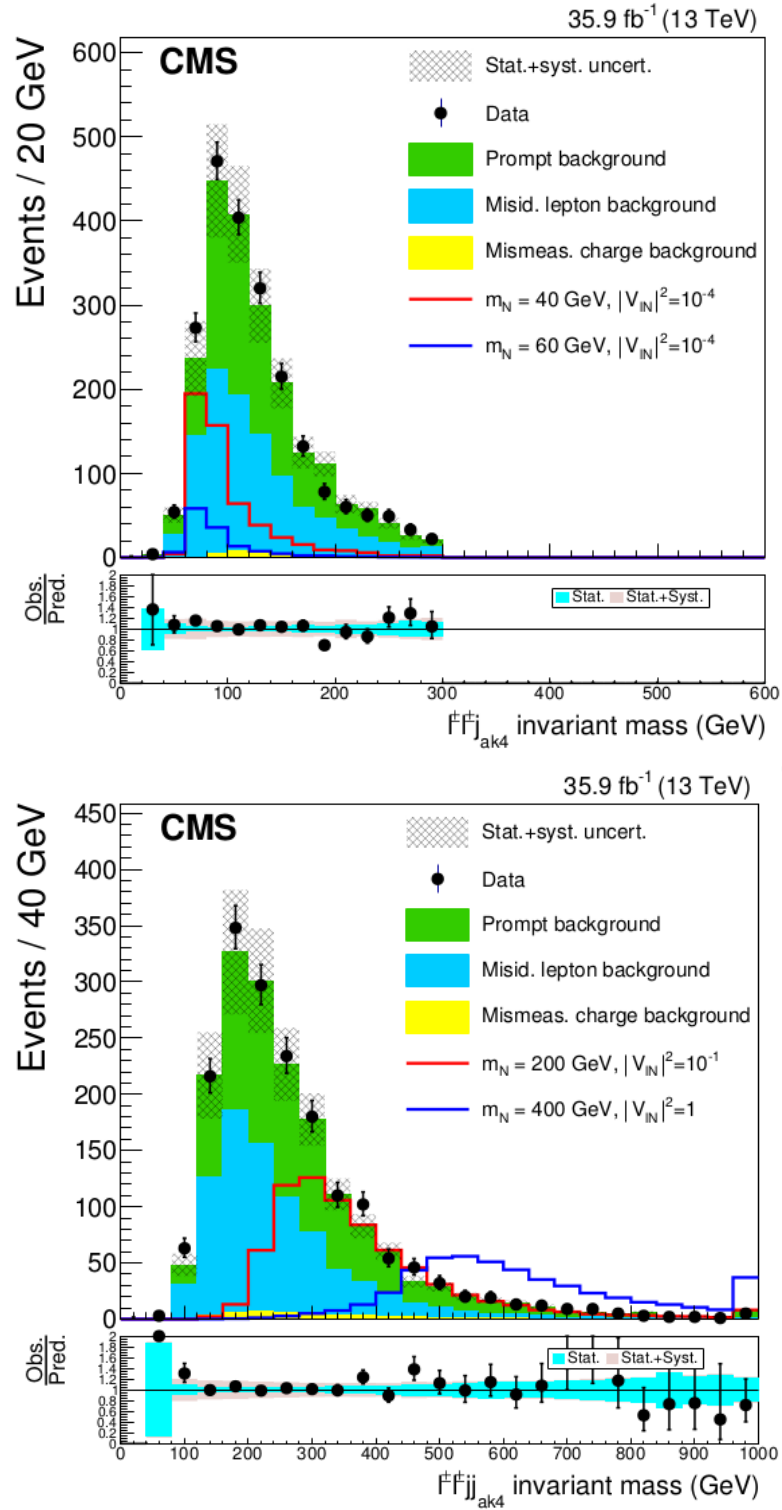 35.9 fb⁻¹ (13 TeV)
CMS
Events / 20 GeV
600
500
400
300
200
100
0
Stat.+syst. uncert.
Data
Prompt background
Misid. lepton background
Mismeas. charge background
m_N = 40 GeV, |V_lN|²=10⁻⁴
m_N = 60 GeV, |V_lN|²=10⁻⁴
Obs.
Pred.
2
1.8
1.6
1.4
1.2
1
0.8
0.6
0.4
0.2
0
Stat. Stat.+Syst.
0 100 200 300 400 500 600
l±l±j_ak4 invariant mass (GeV)
35.9 fb⁻¹ (13 TeV)
CMS
Events / 40 GeV
450
400
350
300
250
200
150
100
50
0
Stat.+syst. uncert.
Data
Prompt background
Misid. lepton background
Mismeas. charge background
m_N = 200 GeV, |V_lN|²=10⁻¹
m_N = 400 GeV, |V_lN|²=1
Obs.
Pred.
2
1.8
1.6
1.4
1.2
1
0.8
0.6
0.4
0.2
0
Stat. Stat.+Syst.
0 100 200 300 400 500 600 700 800 900 1000
l±l±jj_ak4 invariant mass (GeV)